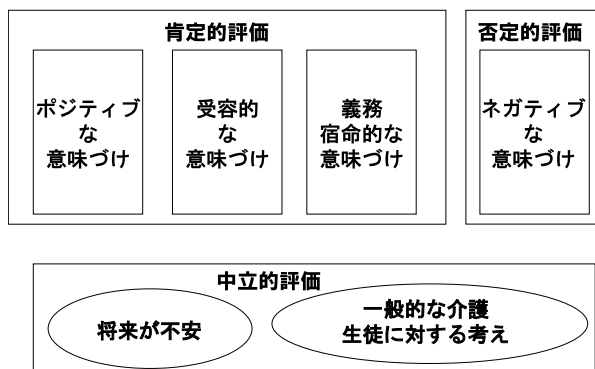 肯定的評価
ポジティブ
な
意味づけ
受容的
な
意味づけ
義務
宿命的な
意味づけ
否定的評価
ネガティブ
な
意味づけ
中立的評価
将来が不安
一般的な介護
生徒に対する考え